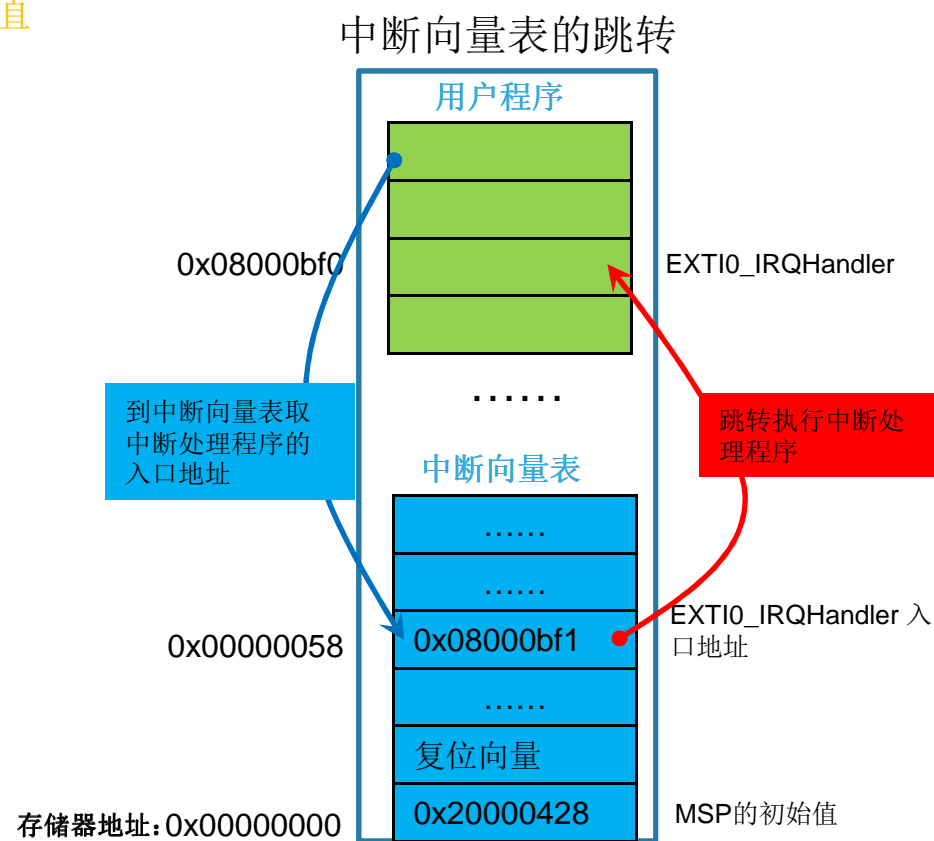 直
中断向量表的跳转
用户程序
0x08000bf0
EXTI0_IRQHandler
......
到中断向量表取
中断处理程序的
入口地址
跳转执行中断处
理程序
中断向量表
......
......
0x00000058
0x08000bf1
EXTI0_IRQHandler 入
口地址
......
复位向量
存储器地址:0x00000000
0x20000428
MSP的初始值